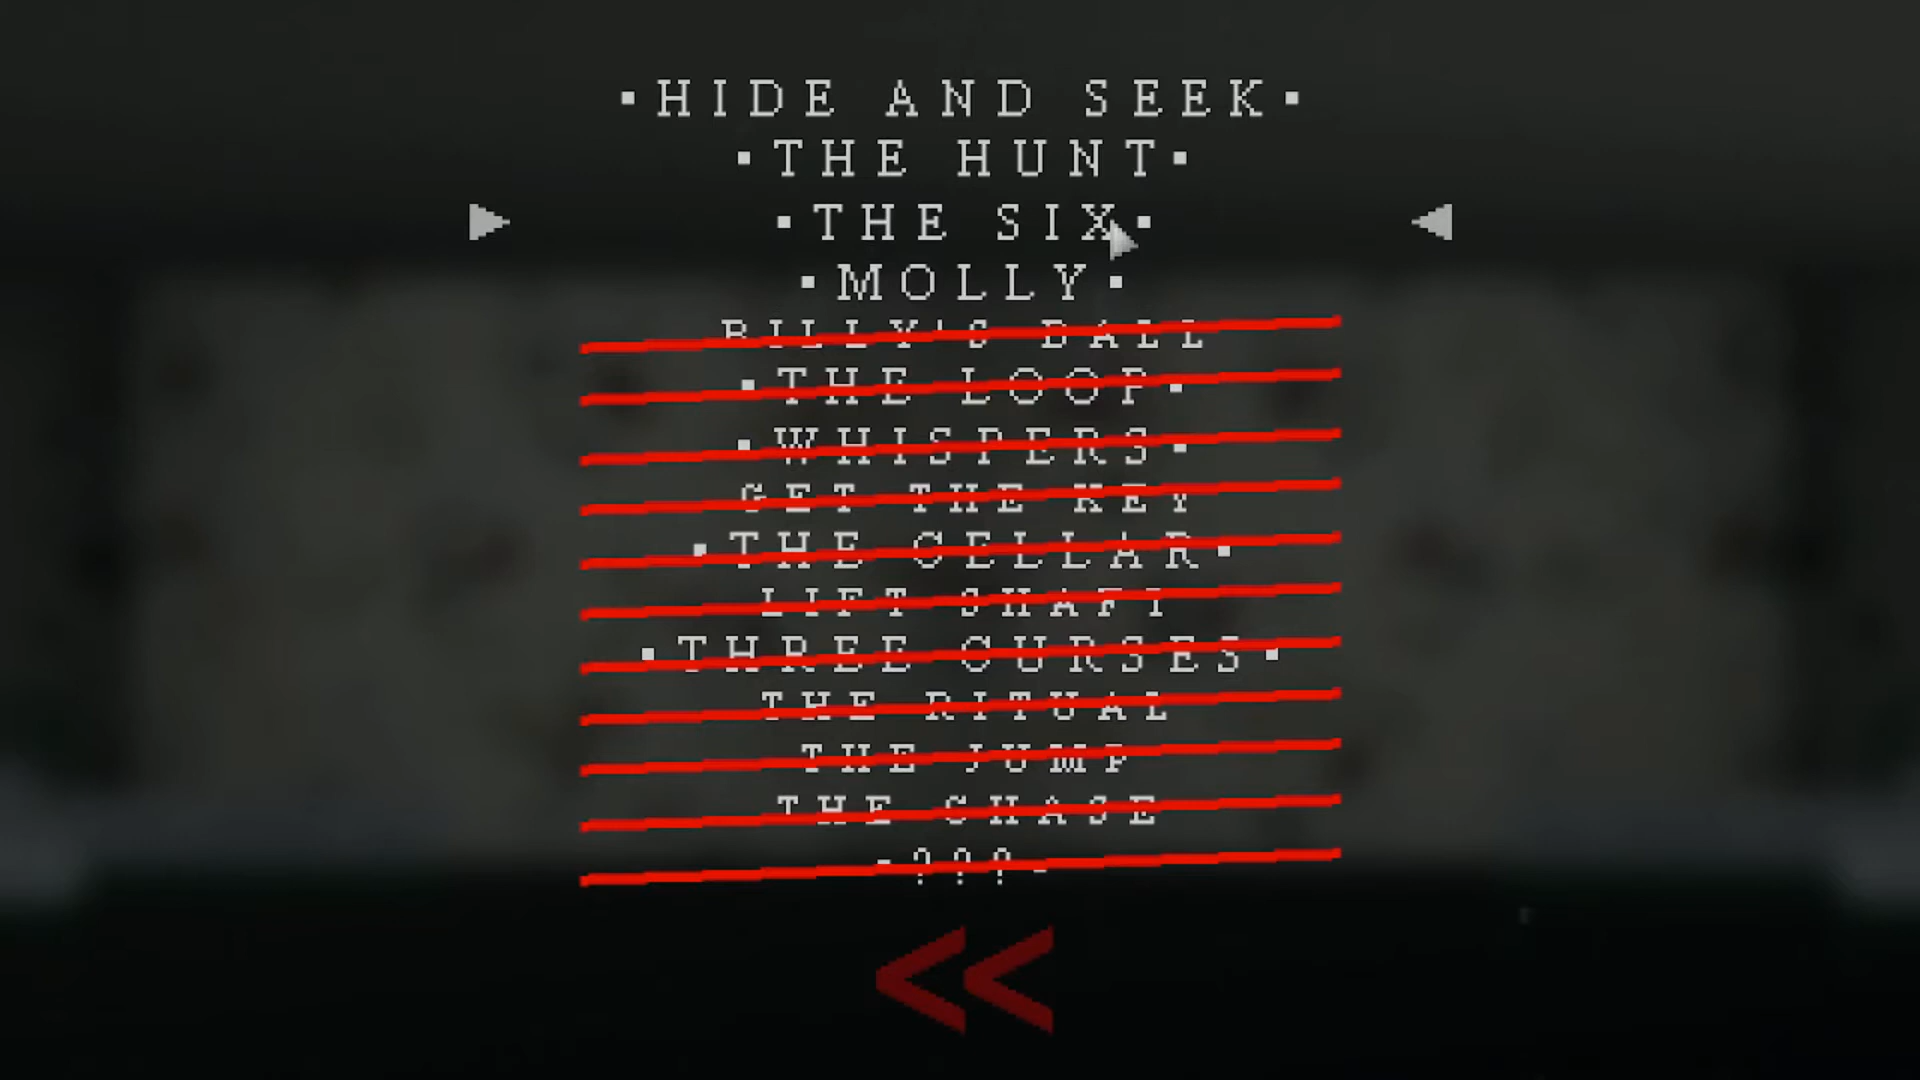 ▪HIDE AND SEEK▪
▪THE HUNT▪
▪THE SIX▪
▪MOLLY▪
BILLY'S BALL
▪THE LOOP▪
▪WHISPERS▪
GET THE KEY
▪THE CELLAR▪
LIFT SHAFT
▪THREE CURSES▪
THE RITUAL
THE JUMP
THE CHASE
-???-
<<